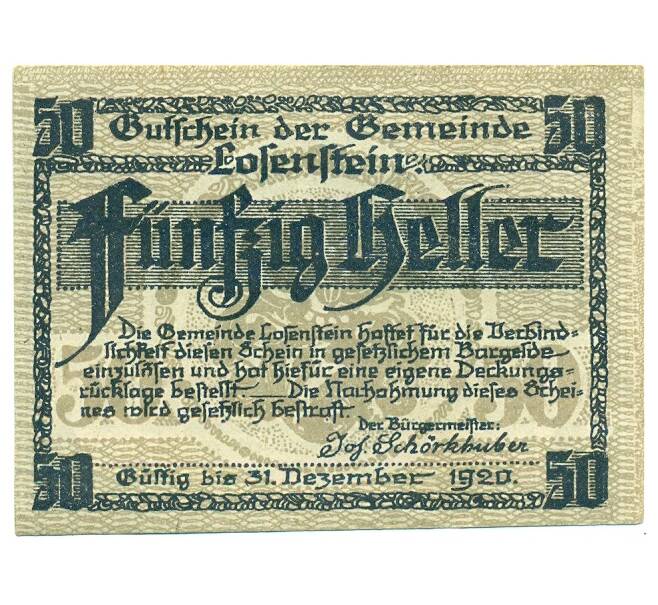 50 50
Gutschein der Gemeinde
Losenstein.
Fünfzig Heller
Die Gemeinde Losenstein haftet für die Verbind=
lichkeit diesen Schein in gesetzlichem Bargelde
einzulösen und hat hiefür eine eigene Deckungs=
rücklage bestellt. Die Nachahmung dieses Schei=
nes wird gesetzlich bestraft.
Der Bürgermeister:
Jos. Schörkhuber
50 50
Gültig bis 31. Dezember 1920.